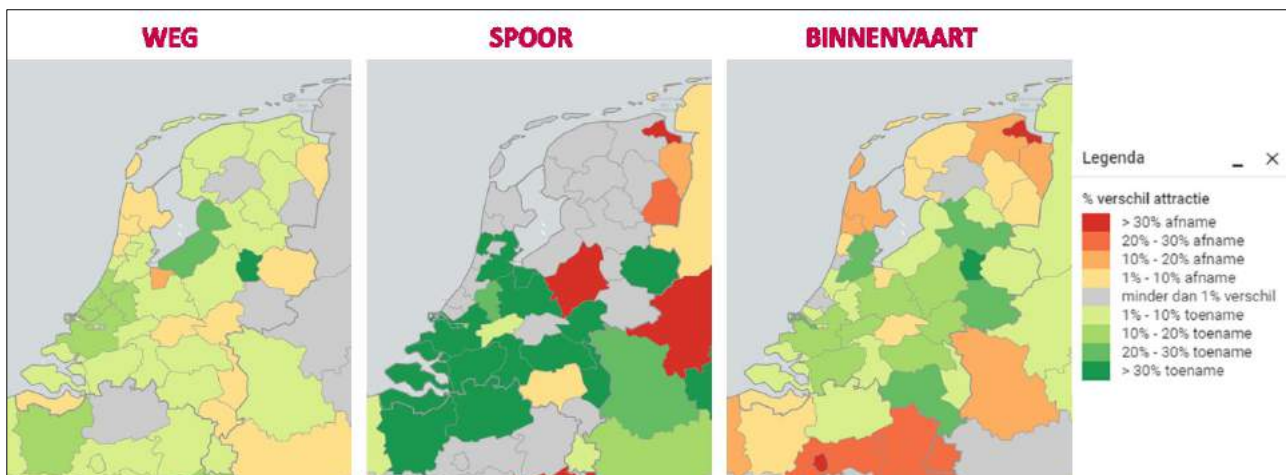 WEG
SPOOR
BINNENVAART
Legenda
% verschil attractie
> 30% afname
20% - 30% afname
10% - 20% afname
1% - 10% afname
minder dan 1% verschil
1% - 10% toename
10% - 20% toename
20% - 30% toename
> 30% toename